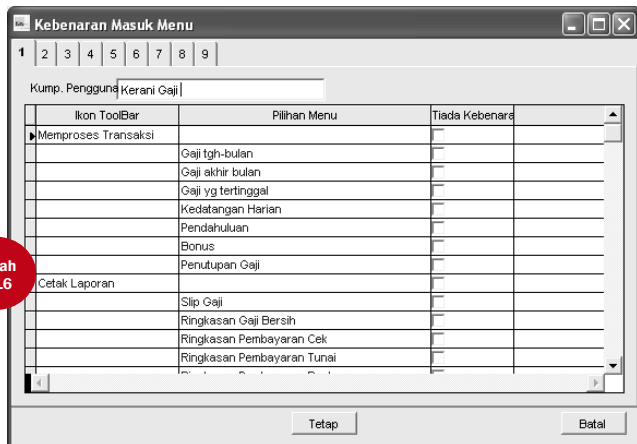 Kebenaran Masuk Menu
1 2 3 4 5 6 7 8 9
Kump. Pengguna Kerani Gaji
Ikon ToolBar Pilihan Menu Tiada Kebenara
Memproses Transaksi
Gaji tgh-bulan
Gaji akhir bulan
Gaji yg tertinggal
Kedatangan Harian
Pendahuluan
Bonus
Penutupan Gaji
ah
.6
Cetak Laporan
Slip Gaji
Ringkasan Gaji Bersih
Ringkasan Pembayaran Cek
Ringkasan Pembayaran Tunai
Tetap Batal